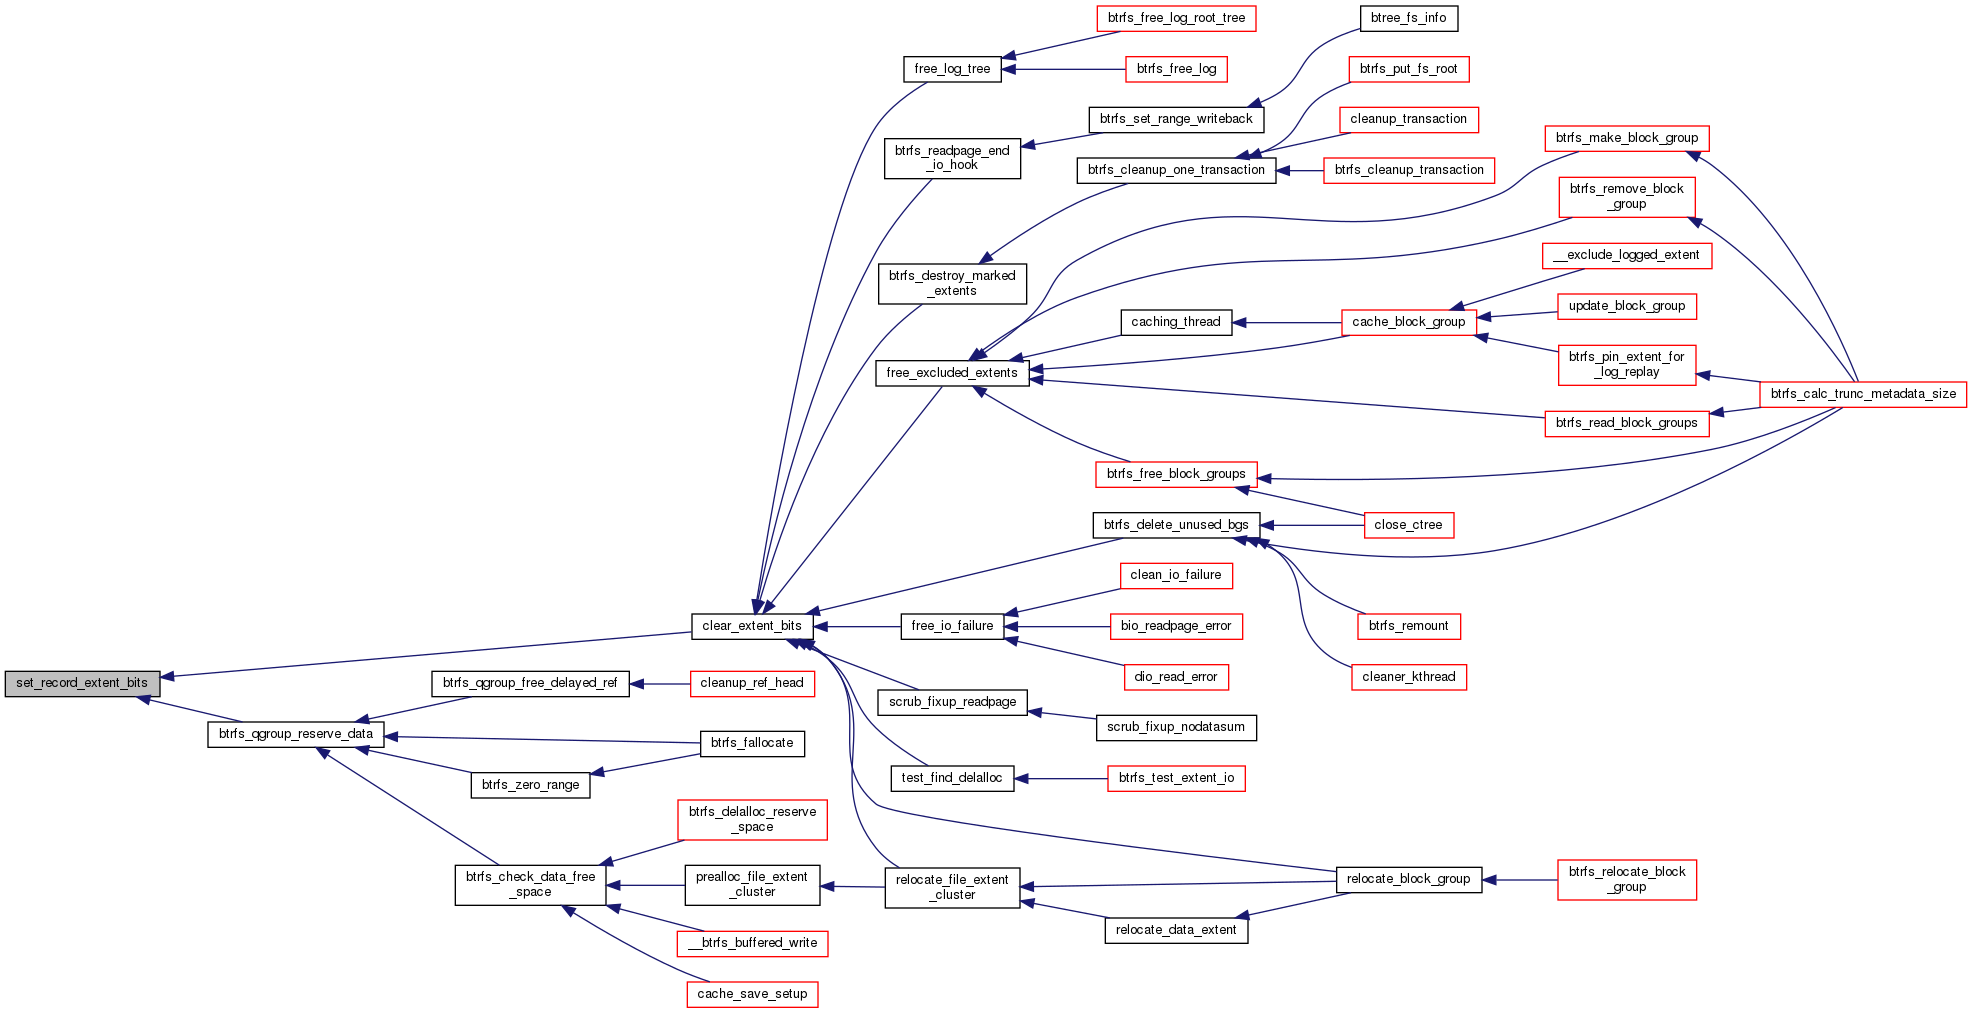 btrfs_free_log_root_tree
btree_fs_info
free_log_tree
btrfs_free_log
btrfs_put_fs_root
btrfs_set_range_writeback
cleanup_transaction
btrfs_make_block_group
btrfs_readpage_end
_io_hook
btrfs_cleanup_one_transaction
btrfs_cleanup_transaction
btrfs_remove_block
_group
__exclude_logged_extent
btrfs_destroy_marked
_extents
update_block_group
caching_thread
cache_block_group
btrfs_pin_extent_for
_log_replay
free_excluded_extents
btrfs_calc_trunc_metadata_size
btrfs_read_block_groups
btrfs_free_block_groups
btrfs_delete_unused_bgs
close_ctree
clean_io_failure
clear_extent_bits
free_io_failure
bio_readpage_error
btrfs_remount
dio_read_error
cleaner_kthread
set_record_extent_bits
btrfs_qgroup_free_delayed_ref
cleanup_ref_head
scrub_fixup_readpage
scrub_fixup_nodatasum
btrfs_qgroup_reserve_data
btrfs_fallocate
btrfs_zero_range
test_find_delalloc
btrfs_test_extent_io
btrfs_delalloc_reserve
_space
btrfs_check_data_free
_space
prealloc_file_extent
_cluster
relocate_file_extent
_cluster
relocate_block_group
btrfs_relocate_block
_group
relocate_data_extent
__btrfs_buffered_write
cache_save_setup